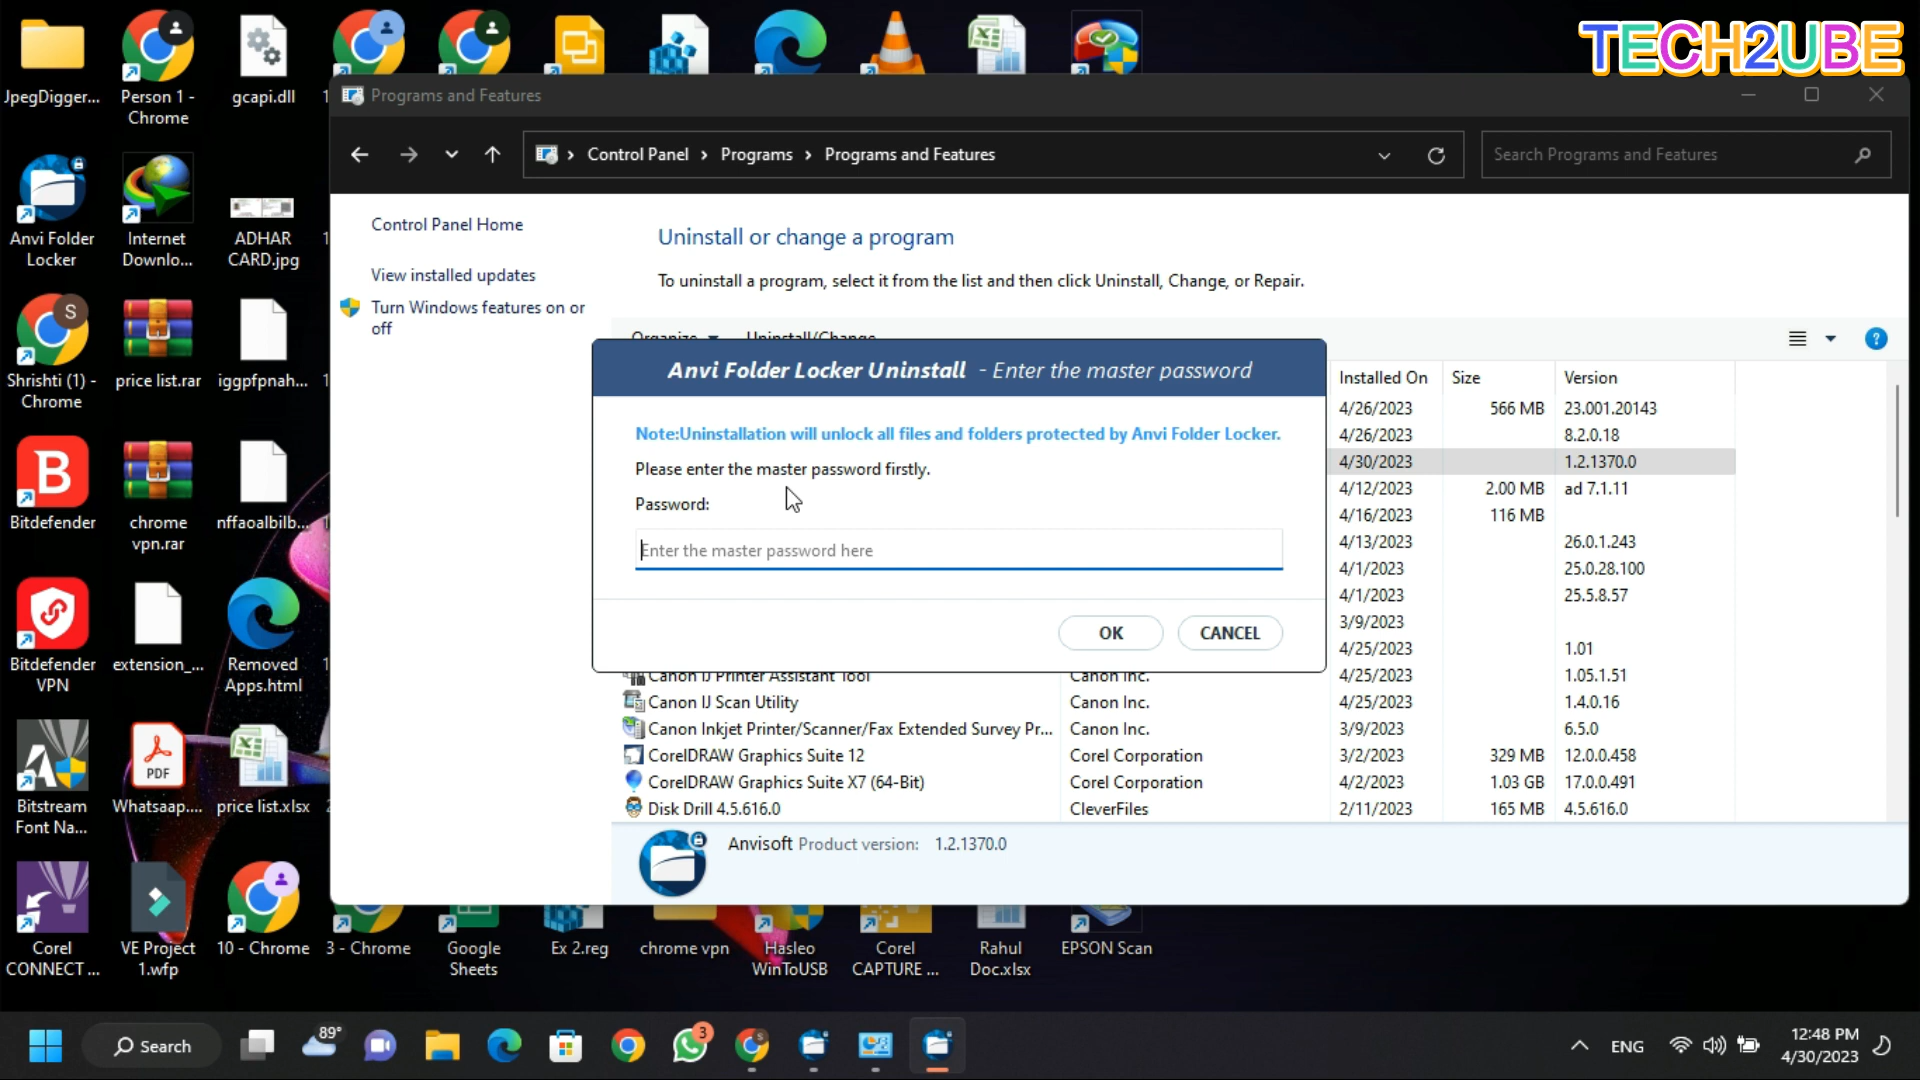 TECH2UBE
JpegDigger...
Person 1 -
Chrome
gcapi.dll
Programs and Features
Control Panel > Programs > Programs and Features
Search Programs and Features
Anvi Folder
Locker
Internet
Downlo...
ADHAR
CARD.jpg
Control Panel Home
View installed updates
Turn Windows features on or
off
Uninstall or change a program
To uninstall a program, select it from the list and then click Uninstall, Change, or Repair.
Organize Uninstall/Change
Shrishti (1) -
Chrome
S
price list.rar
iggpfpnah...
Anvi Folder Locker Uninstall - Enter the master password
Note:Uninstallation will unlock all files and folders protected by Anvi Folder Locker.
Please enter the master password firstly.
Password:
Enter the master password here
OK
CANCEL
Installed On Size Version
4/26/2023 566 MB 23.001.20143
4/26/2023 8.2.0.18
4/30/2023 1.2.1370.0
4/12/2023 2.00 MB ad 7.1.11
4/16/2023 116 MB
4/13/2023 26.0.1.243
4/1/2023 25.0.28.100
4/1/2023 25.5.8.57
3/9/2023
4/25/2023 1.01
Canon IJ Printer Assistant Tool Canon Inc. 4/25/2023 1.05.1.51
Canon IJ Scan Utility Canon Inc. 4/25/2023 1.4.0.16
Canon Inkjet Printer/Scanner/Fax Extended Survey Pr... Canon Inc. 3/9/2023 6.5.0
CorelDRAW Graphics Suite 12 Corel Corporation 3/2/2023 329 MB 12.0.0.458
CorelDRAW Graphics Suite X7 (64-Bit) Corel Corporation 4/2/2023 1.03 GB 17.0.0.491
Disk Drill 4.5.616.0 CleverFiles 2/11/2023 165 MB 4.5.616.0
Anvisoft Product version: 1.2.1370.0
B
Bitdefender
chrome
vpn.rar
nffaoalbilb...
Bitdefender
VPN
extension_...
Removed
Apps.html
Bitstream
Font Na...
PDF
Whatsaap....
price list.xlsx
Corel
CONNECT ...
VE Project
1.wfp
10 - Chrome
3 - Chrome
Google
Sheets
Ex 2.reg
chrome vpn
Hasleo
WinToUSB
Corel
CAPTURE ...
Rahul
Doc.xlsx
EPSON Scan
Search
89°
3
ENG
12:48 PM
4/30/2023